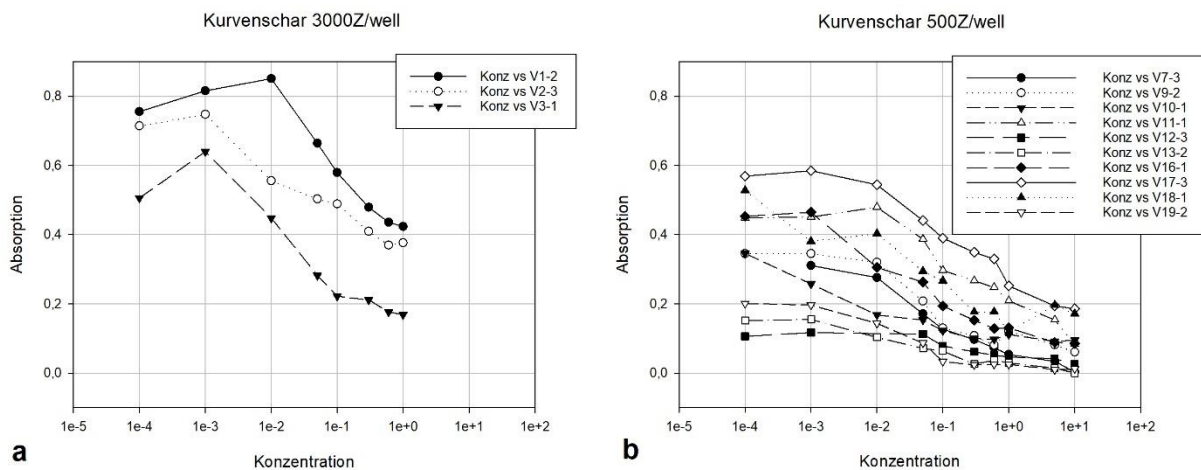 Kurvenschar 3000Z/well
Konz vs V1-2
Konz vs V2-3
Konz vs V3-1
0,8
0,6
0,4
0,2
0,0
Absorption
1e-5 1e-4 1e-3 1e-2 1e-1 1e+0 1e+1 1e+2
Konzentration
a
Kurvenschar 500Z/well
Konz vs V7-3
Konz vs V9-2
Konz vs V10-1
Konz vs V11-1
Konz vs V12-3
Konz vs V13-2
Konz vs V16-1
Konz vs V17-3
Konz vs V18-1
Konz vs V19-2
0,8
0,6
0,4
0,2
0,0
Absorption
1e-5 1e-4 1e-3 1e-2 1e-1 1e+0 1e+1 1e+2
Konzentration
b